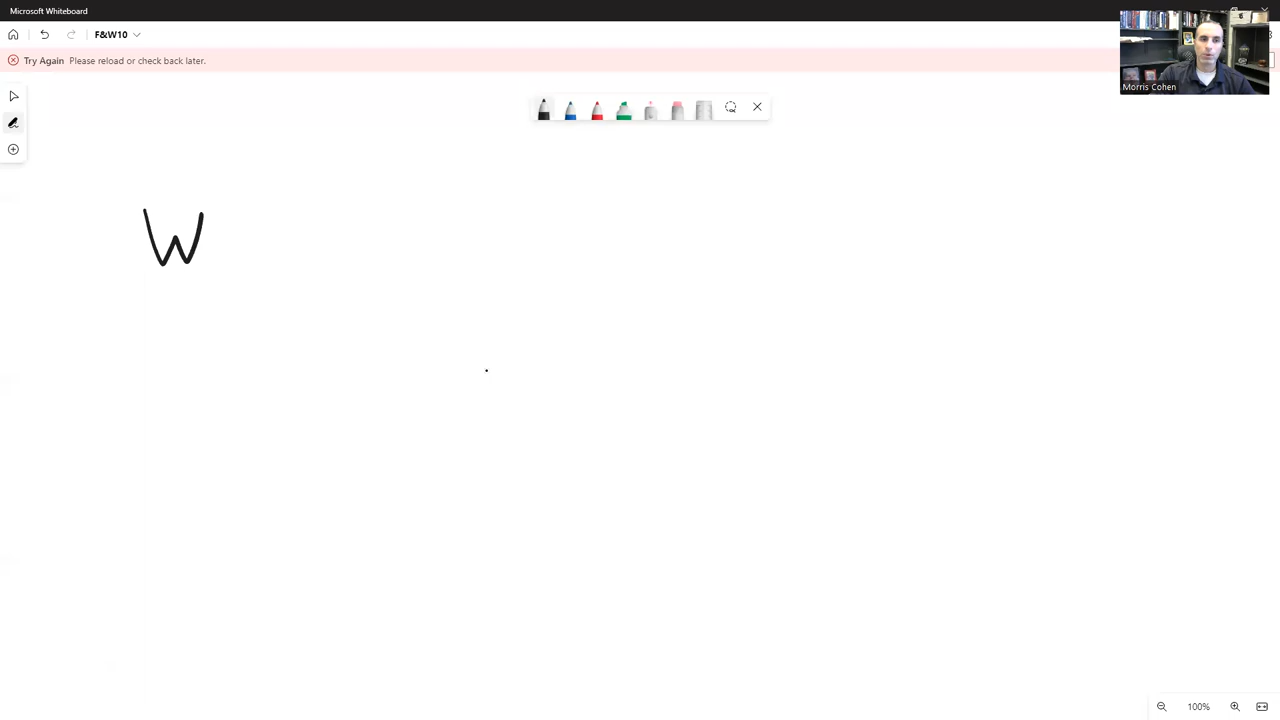 Microsoft Whiteboard
F&W10
Try Again Please reload or check back later.
Morris Cohen
W
100%